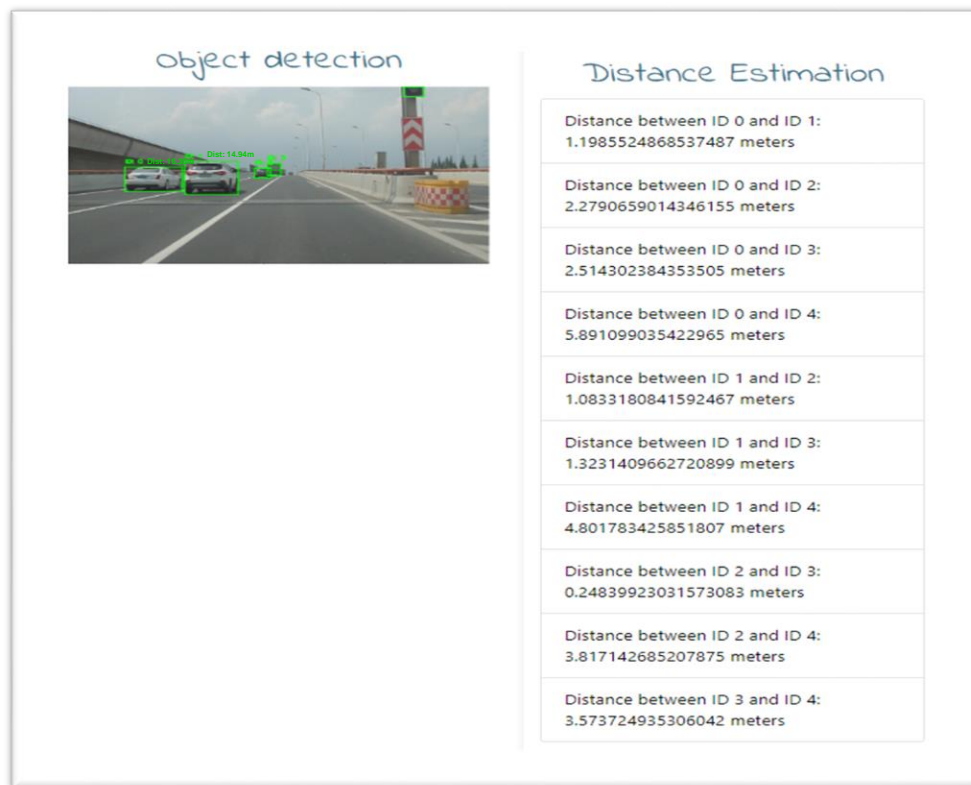 Object detection
Dist: 14.94m
Distance Estimation
Distance between ID 0 and ID 1:
1.1985524868537487 meters
Distance between ID 0 and ID 2:
2.2790659014346155 meters
Distance between ID 0 and ID 3:
2.514302384353505 meters
Distance between ID 0 and ID 4:
5.891099035422965 meters
Distance between ID 1 and ID 2:
1.0833180841592467 meters
Distance between ID 1 and ID 3:
1.3231409662720899 meters
Distance between ID 1 and ID 4:
4.801783425851807 meters
Distance between ID 2 and ID 3:
0.24839923031573083 meters
Distance between ID 2 and ID 4:
3.817142685207875 meters
Distance between ID 3 and ID 4:
3.573724935306042 meters